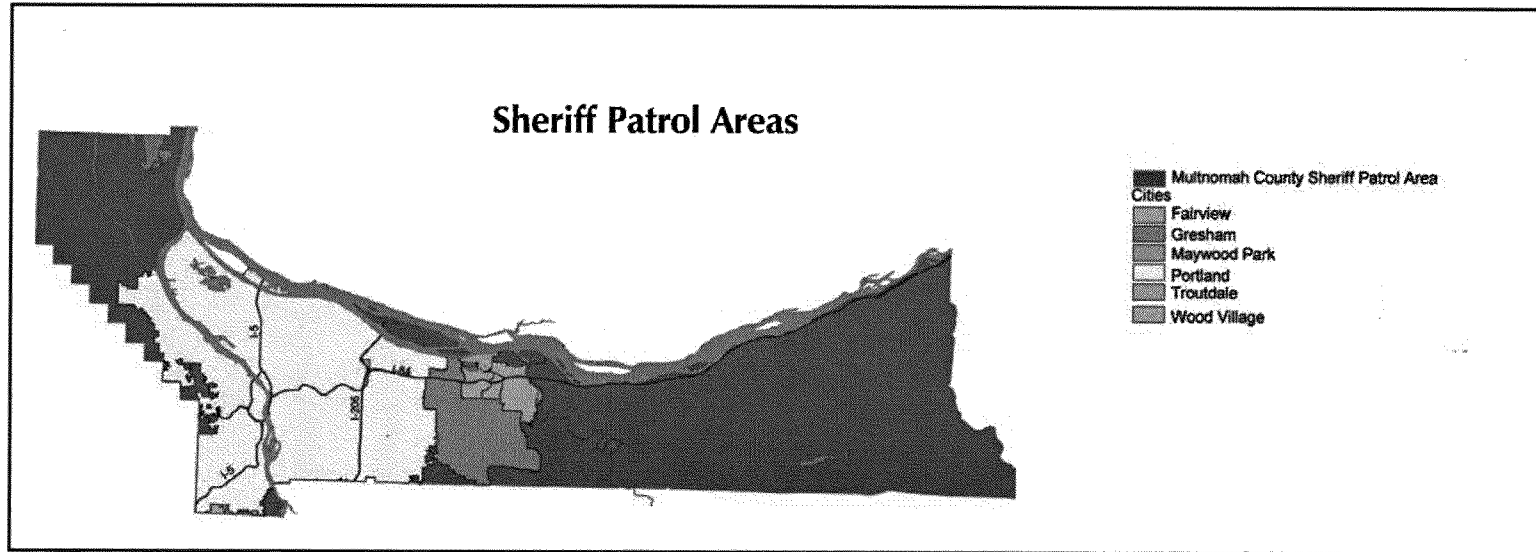 Sheriff Patrol Areas
Multnomah County Sheriff Patrol Area
Cities
Fairview
Gresham
Maywood Park
Portland
Troutdale
Wood Village
I-5
I-84
I-205
I-5